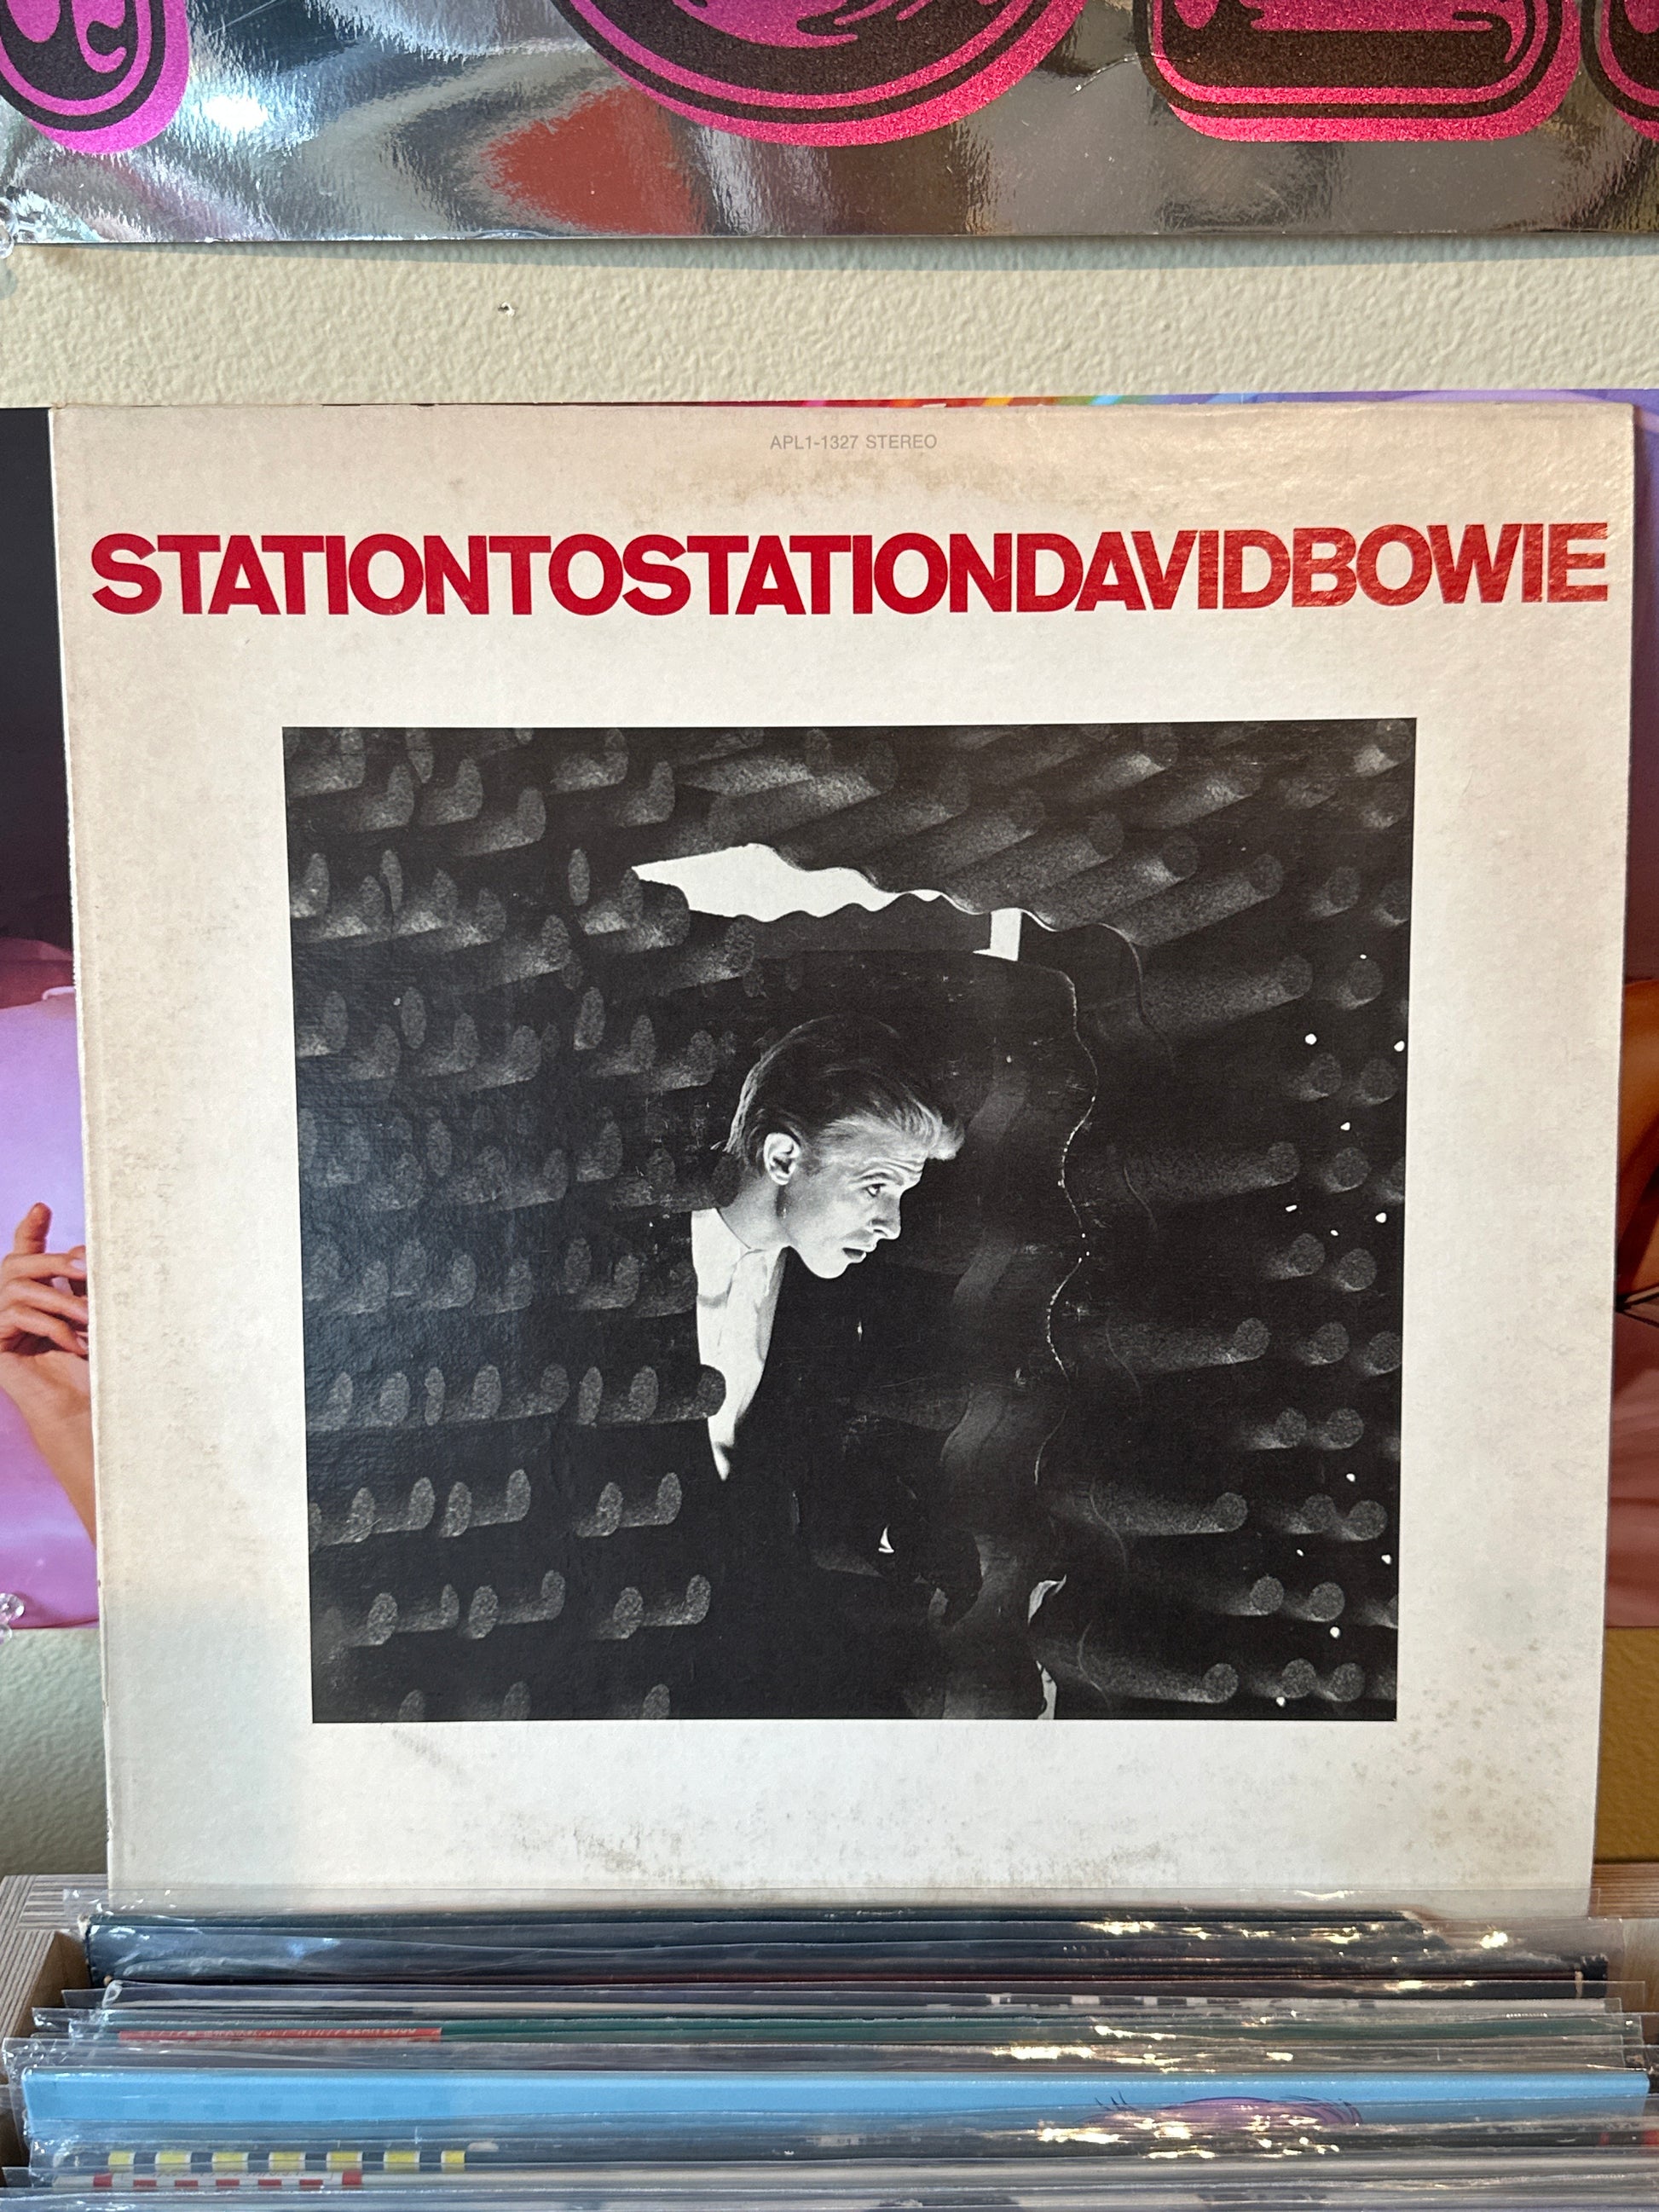 APL1-1327 STEREO
STATIONTOSTATIONDAVIDBOWIE